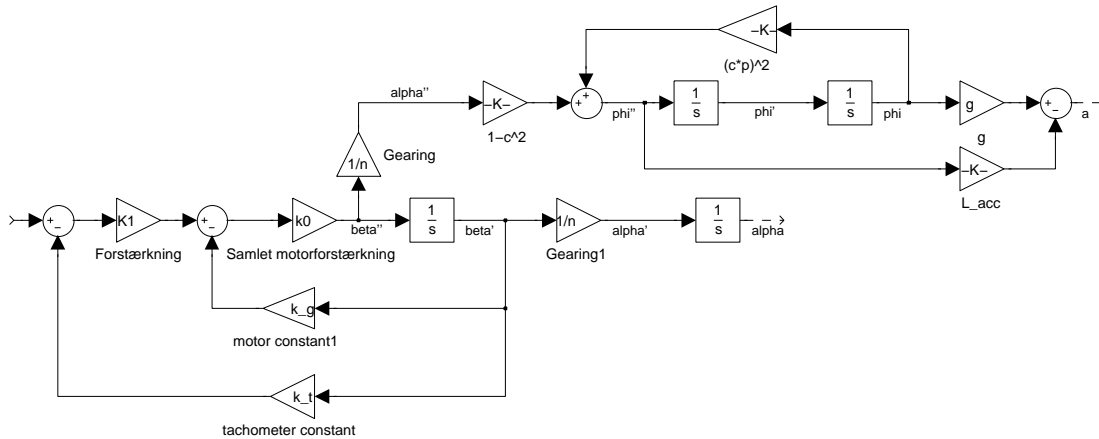 −K−
(c*p)^2
alpha''
−K−
1−c^2
+
+
phi''
1
s
phi'
1
s
phi
g
g
+
−
a
1/n
Gearing
−K−
L_acc
+
−
K1
Forstærkning
+
−
k0
Samlet motorforstærkning
beta''
1
s
beta'
1/n
Gearing1
alpha'
1
s
alpha
k_g
motor constant1
k_t
tachometer constant